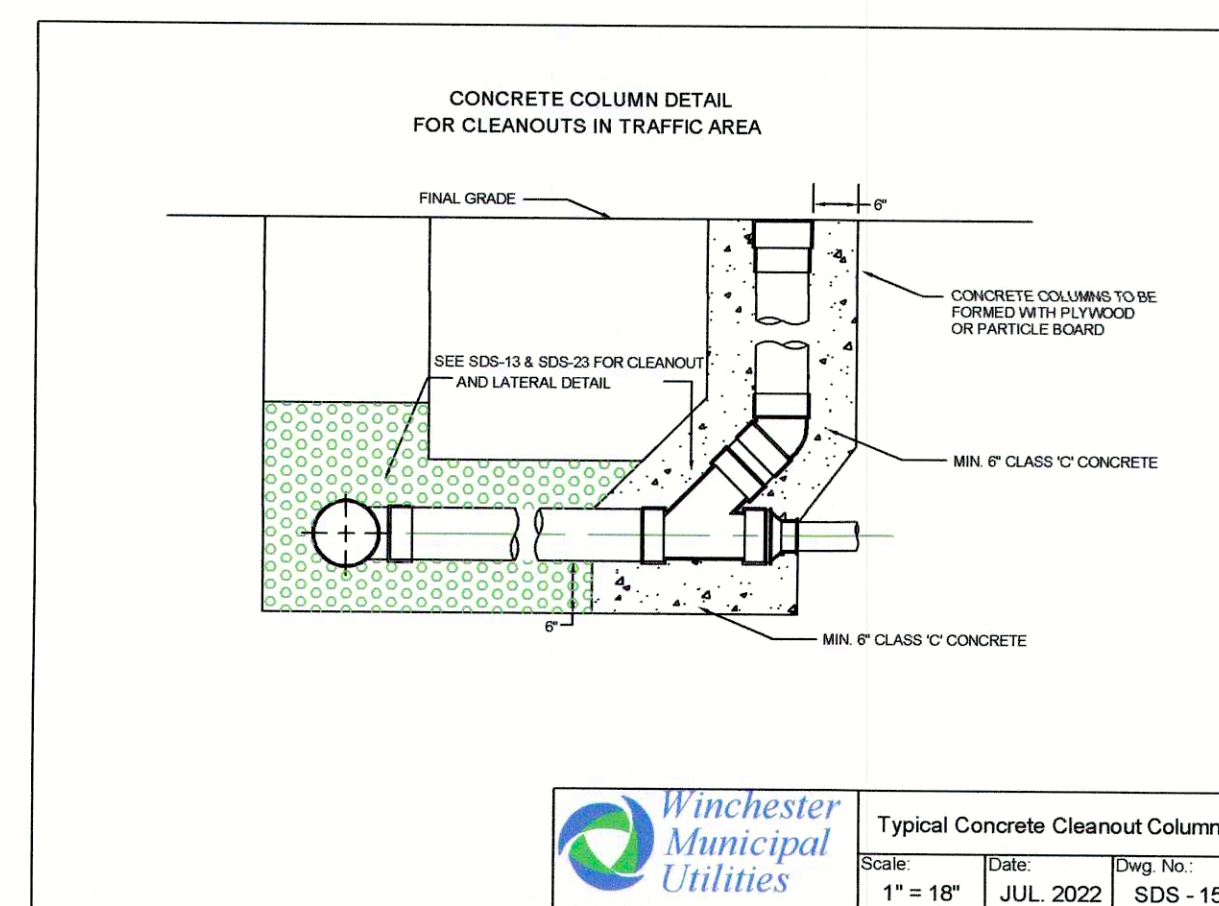 CONCRETE COLUMN DETAIL
FOR CLEANOUTS IN TRAFFIC AREA
FINAL GRADE
6"
CONCRETE COLUMNS TO BE
FORMED WITH PLYWOOD
OR PARTICLE BOARD
SEE SDS-13 & SDS-23 FOR CLEANOUT
AND LATERAL DETAIL
MIN. 6" CLASS 'C' CONCRETE
6"
MIN. 6" CLASS 'C' CONCRETE
Winchester
Municipal
Utilities
Typical Concrete Cleanout Column
Scale:
1" = 18"
Date:
JUL. 2022
Dwg. No.:
SDS - 15